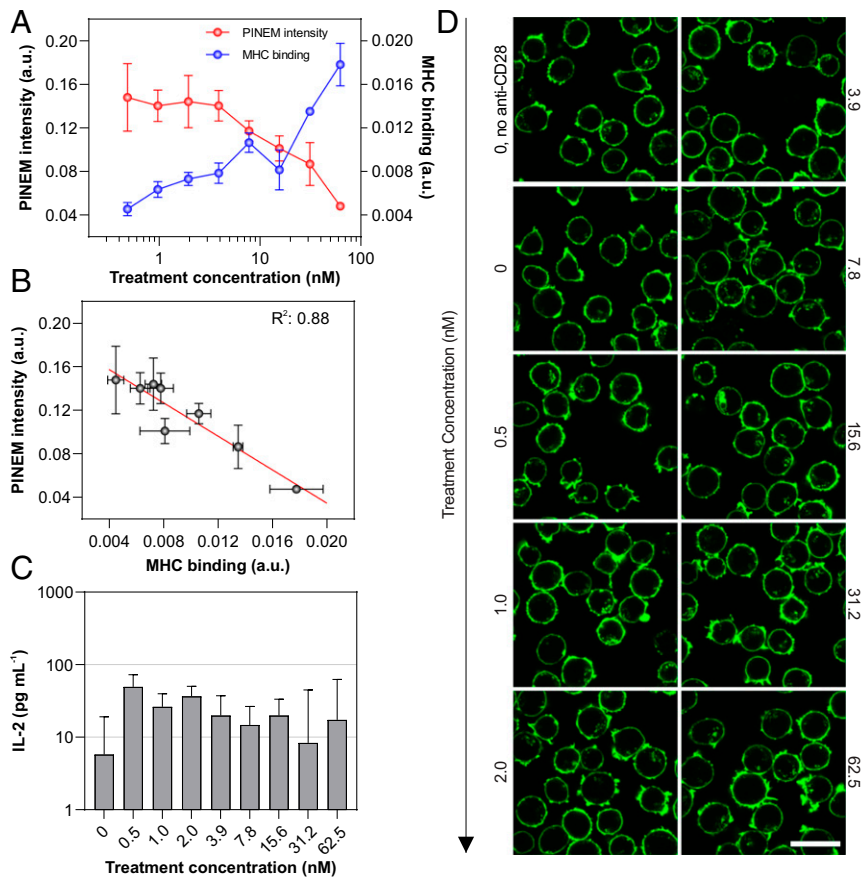 A
PINEM intensity
MHC binding
PINEM intensity (a.u.)
0.20
0.16
0.12
0.08
0.04
0.020
0.016
0.012
0.008
0.004
MHC binding (a.u.)
1
10
100
Treatment concentration (nM)
B
R²: 0.88
PINEM intensity (a.u.)
0.20
0.16
0.12
0.08
0.04
0.004
0.008
0.012
0.016
0.020
MHC binding (a.u.)
C
IL-2 (pg mL⁻¹)
1000
100
10
1
0
0.5
1.0
2.0
3.9
7.8
15.6
31.2
62.5
Treatment concentration (nM)
D
Treatment Concentration (nM)
0, no anti-CD28
0
0.5
1.0
2.0
3.9
7.8
15.6
31.2
62.5